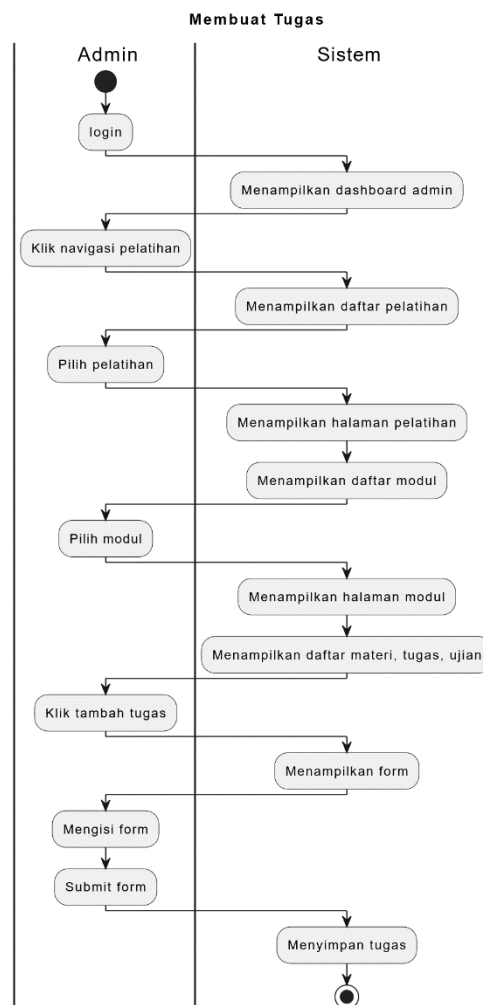 Membuat Tugas
Admin
Sistem
login
Menampilkan dashboard admin
Klik navigasi pelatihan
Menampilkan daftar pelatihan
Pilih pelatihan
Menampilkan halaman pelatihan
Menampilkan daftar modul
Pilih modul
Menampilkan halaman modul
Menampilkan daftar materi, tugas, ujian
Klik tambah tugas
Menampilkan form
Mengisi form
Submit form
Menyimpan tugas